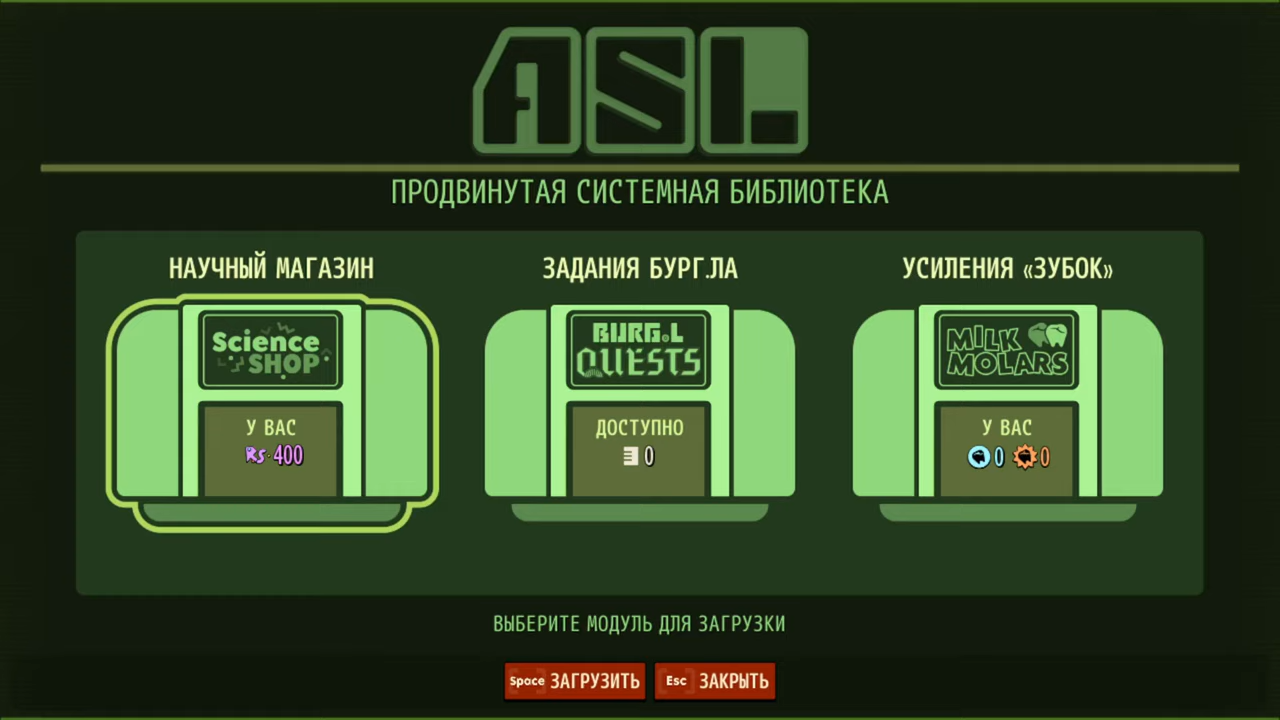 ASL
ПРОДВИНУТАЯ СИСТЕМНАЯ БИБЛИОТЕКА
НАУЧНЫЙ МАГАЗИН
Science
SHOP
У ВАС
RS 400
ЗАДАНИЯ БУРГ.ЛА
BURG.L
QUESTS
ДОСТУПНО
0
УСИЛЕНИЯ «ЗУБОК»
MILK
MOLARS
У ВАС
0 0
ВЫБЕРИТЕ МОДУЛЬ ДЛЯ ЗАГРУЗКИ
Space ЗАГРУЗИТЬ
Esc ЗАКРЫТЬ